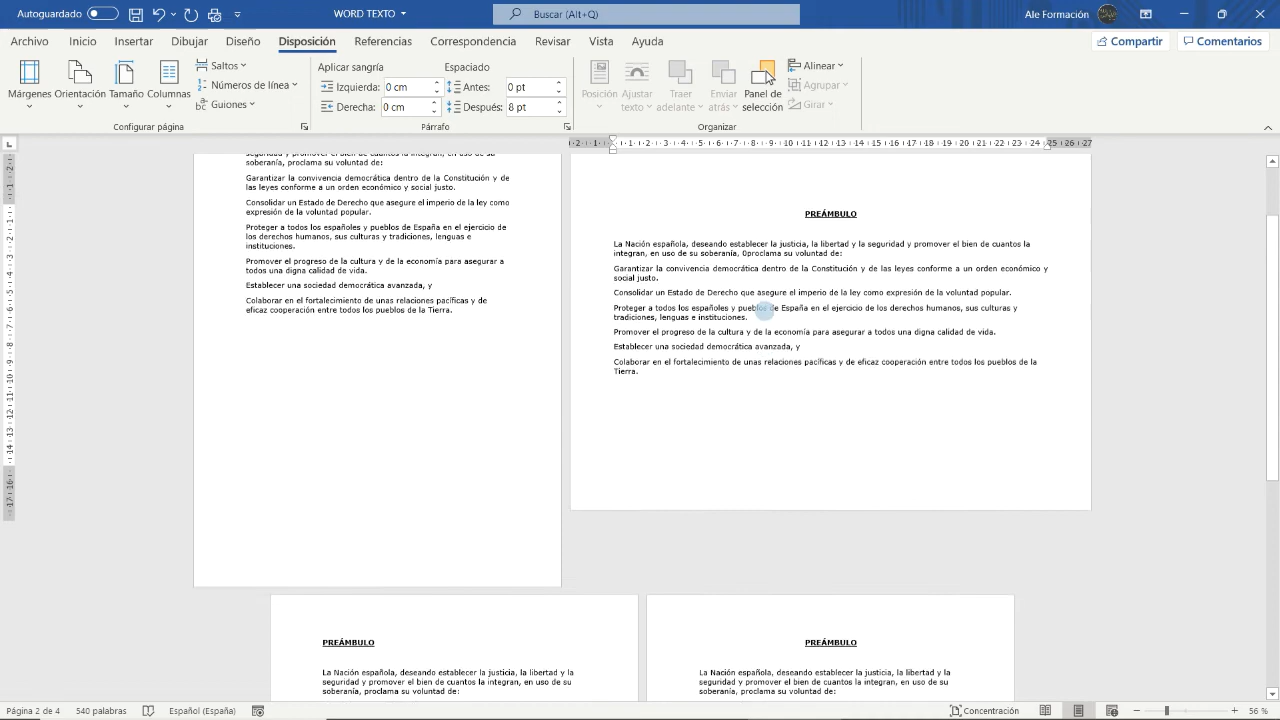 Autoguardado
Buscar (Alt+Q)
Ale Formación
Archivo Inicio Insertar Dibujar Diseño Disposición Referencias Correspondencia Revisar Vista Ayuda
Compartir Comentarios
Márgenes
Orientación
Tamaño
Columnas
Saltos
Números de línea
Guiones
Configurar página
Aplicar sangría
Izquierda: 0 cm
Derecha: 0 cm
Espaciado
Antes: 0 pt
Después: 8 pt
Párrafo
Posición
Ajustar texto
Traer adelante
Enviar atrás
Panel de selección
Alinear
Agrupar
Girar
Organizar
soberanía, proclama su voluntad de:
Garantizar la convivencia democrática dentro de la Constitución y de
las leyes conforme a un orden económico y social justo.
Consolidar un Estado de Derecho que asegure el imperio de la ley como
expresión de la voluntad popular.
Proteger a todos los españoles y pueblos de España en el ejercicio de
los derechos humanos, sus culturas y tradiciones, lenguas e
instituciones.
Promover el progreso de la cultura y de la economía para asegurar a
todos una digna calidad de vida.
Establecer una sociedad democrática avanzada, y
Colaborar en el fortalecimiento de unas relaciones pacíficas y de
eficaz cooperación entre todos los pueblos de la Tierra.
PREÁMBULO
La Nación española, deseando establecer la justicia, la libertad y la seguridad y promover el bien de cuantos la
integran, en uso de su soberanía, 0proclama su voluntad de:
Garantizar la convivencia democrática dentro de la Constitución y de las leyes conforme a un orden económico y
social justo.
Consolidar un Estado de Derecho que asegure el imperio de la ley como expresión de la voluntad popular.
Proteger a todos los españoles y pueblos de España en el ejercicio de los derechos humanos, sus culturas y
tradiciones, lenguas e instituciones.
Promover el progreso de la cultura y de la economía para asegurar a todos una digna calidad de vida.
Establecer una sociedad democrática avanzada, y
Colaborar en el fortalecimiento de unas relaciones pacíficas y de eficaz cooperación entre todos los pueblos de la
Tierra.
PREÁMBULO
La Nación española, deseando establecer la justicia, la libertad y la
seguridad y promover el bien de cuantos la integran, en uso de su
soberanía, proclama su voluntad de:
PREÁMBULO
La Nación española, deseando establecer la justicia, la libertad y la
seguridad y promover el bien de cuantos la integran, en uso de su
soberanía, proclama su voluntad de:
Página 2 de 4 540 palabras Español (España) Concentración 56 %